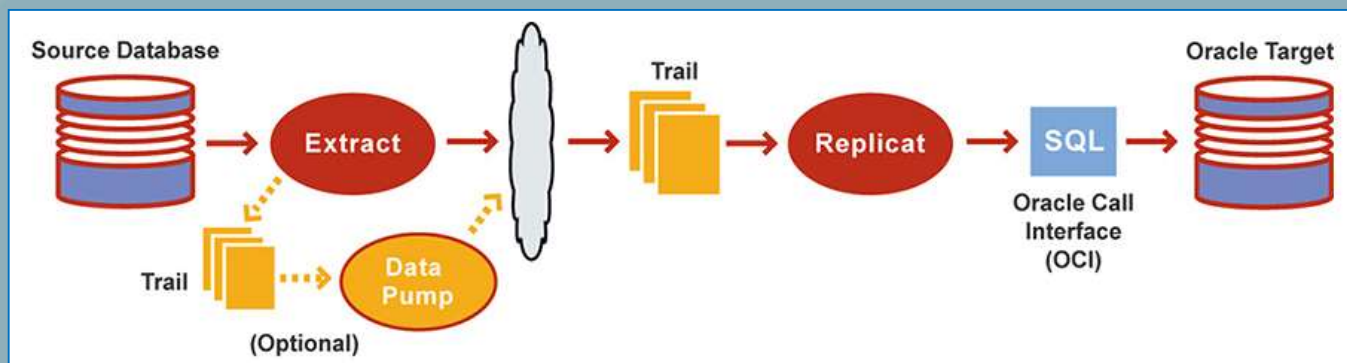 Source Database
Extract
Trail
Data
Pump
(Optional)
Trail
Replicat
SQL
Oracle Call
Interface
(OCI)
Oracle Target